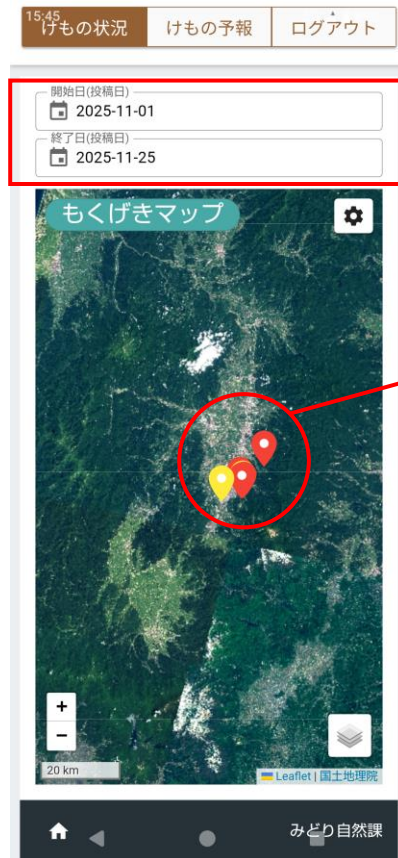 15:45
けもの状況
けもの予報
ログアウト
開始日(投稿日)
2025-11-01
終了日(投稿日)
2025-11-25
もくげきマップ
+
−
20 km
Leaflet | 国土地理院
みどり自然課